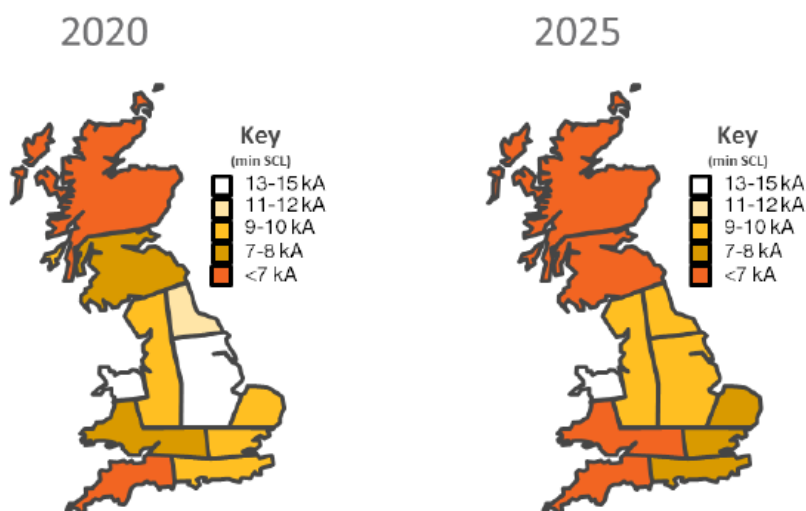 2020
Key
(min SCL)
13-15 kA
11-12 kA
9-10 kA
7-8 kA
<7 kA
2025
Key
(min SCL)
13-15 kA
11-12 kA
9-10 kA
7-8 kA
<7 kA